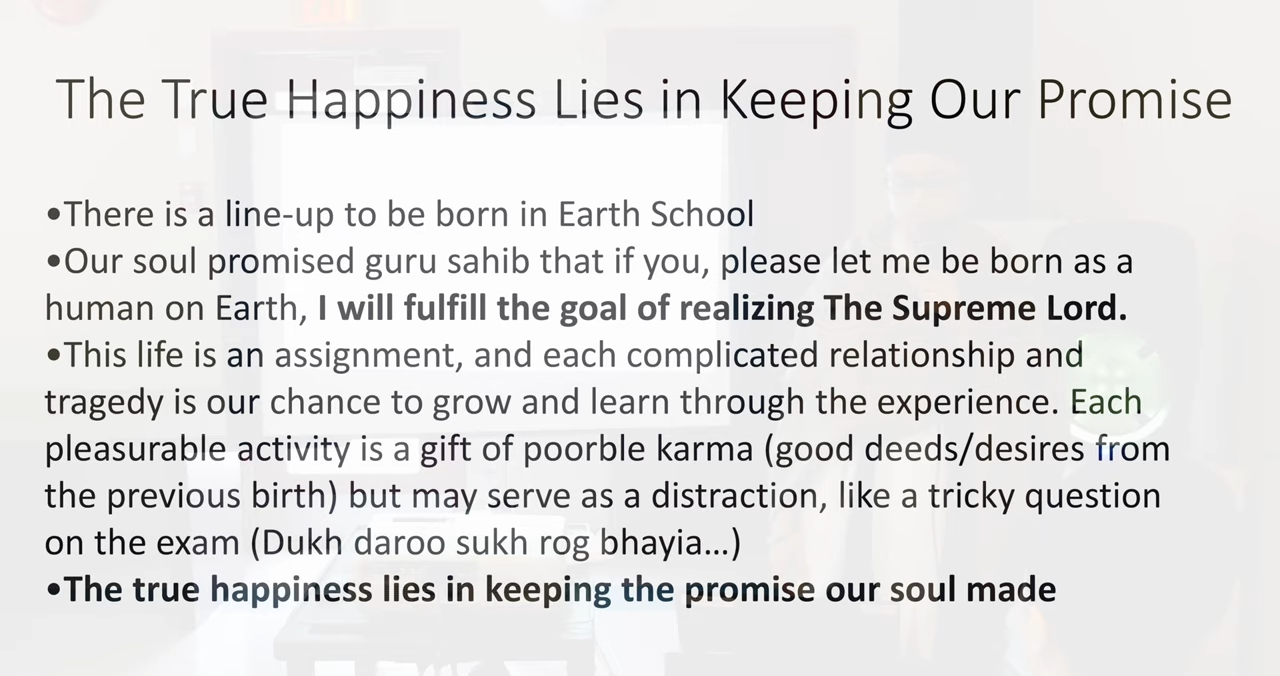 The True Happiness Lies in Keeping Our Promise
•There is a line-up to be born in Earth School
•Our soul promised guru sahib that if you, please let me be born as a
human on Earth, I will fulfill the goal of realizing The Supreme Lord.
•This life is an assignment, and each complicated relationship and
tragedy is our chance to grow and learn through the experience. Each
pleasurable activity is a gift of poorble karma (good deeds/desires from
the previous birth) but may serve as a distraction, like a tricky question
on the exam (Dukh daroo sukh rog bhayia…)
•The true happiness lies in keeping the promise our soul made